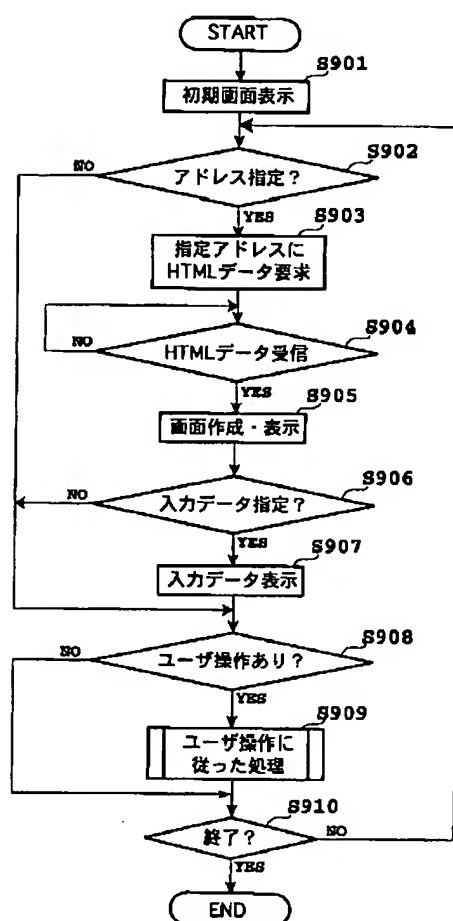 START
S901
初期画面表示
S902
アドレス指定?
NO
YES
S903
指定アドレスに
HTMLデータ要求
S904
HTMLデータ受信
NO
YES
S905
画面作成・表示
S906
入力データ指定?
NO
YES
S907
入力データ表示
S908
ユーザ操作あり?
NO
YES
S909
ユーザ操作に
従った処理
S910
終了?
NO
YES
END